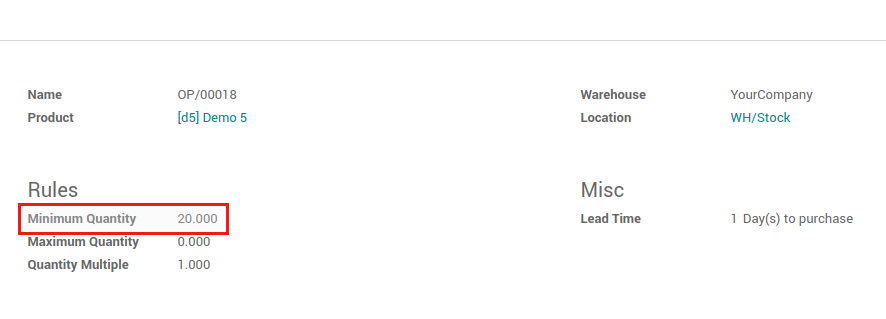 Name OP/00018 Warehouse YourCompany
Product [d5] Demo 5 Location WH/Stock
Rules Misc
Minimum Quantity 20.000 Lead Time 1 Day(s) to purchase
Maximum Quantity 0.000
Quantity Multiple 1.000